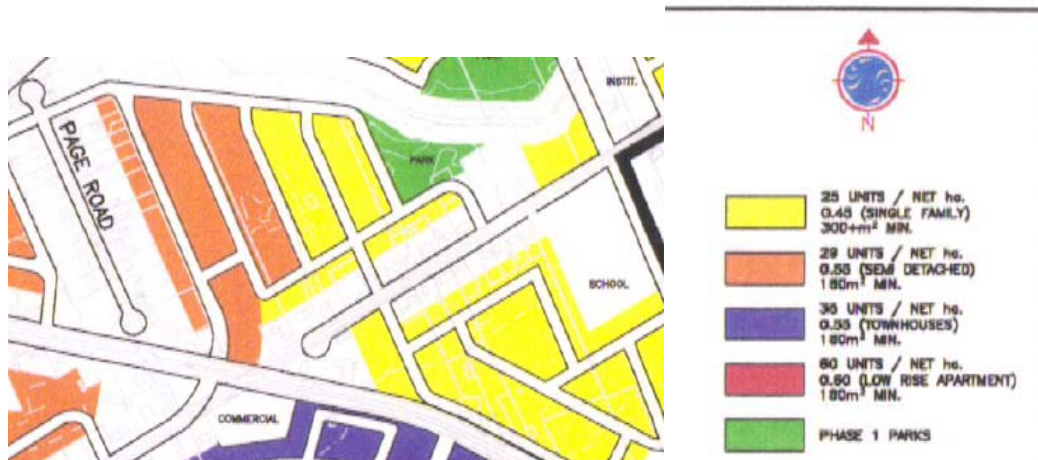 INSTIT.
PAGE ROAD
PARK
SCHOOL
COMMERCIAL
N
25 UNITS / NET ha.
0.45 (SINGLE FAMILY)
300+m² MIN.
29 UNITS / NET ha.
0.55 (SEMI DETACHED)
180m² MIN.
36 UNITS / NET ha.
0.55 (TOWNHOUSES)
180m² MIN.
60 UNITS / NET ha.
0.60 (LOW RISE APARTMENT)
180m² MIN.
PHASE 1 PARKS